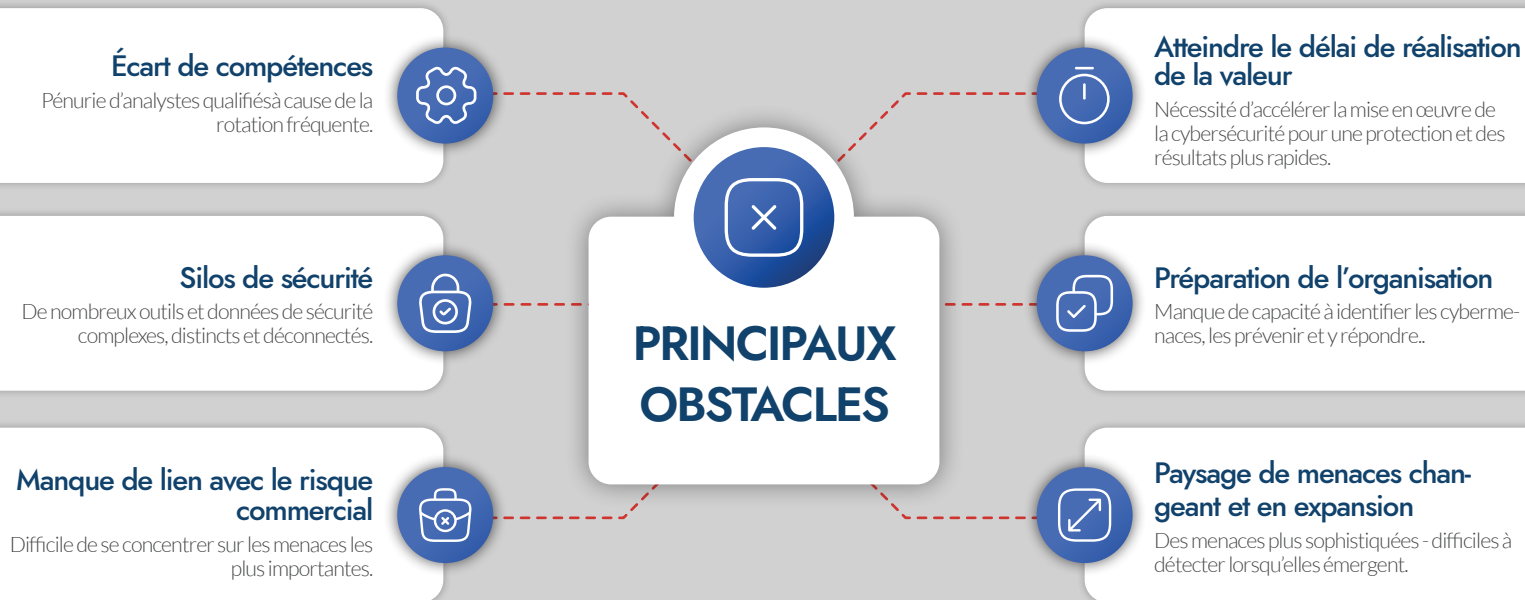 Écart de compétences
Pénurie d'analystes qualifiésà cause de la
rotation fréquente.
Silos de sécurité
De nombreux outils et données de sécurité
complexes, distincts et déconnectés.
Manque de lien avec le risque
commercial
Difficile de se concentrer sur les menaces les
plus importantes.
PRINCIPAUX
OBSTACLES
Atteindre le délai de réalisation
de la valeur
Nécessité d'accélérer la mise en œuvre de
la cybersécurité pour une protection et des
résultats plus rapides.
Préparation de l'organisation
Manque de capacité à identifier les cyberme-
naces, les prévenir et y répondre..
Paysage de menaces chan-
geant et en expansion
Des menaces plus sophistiquées - difficiles à
détecter lorsqu'elles émergent.